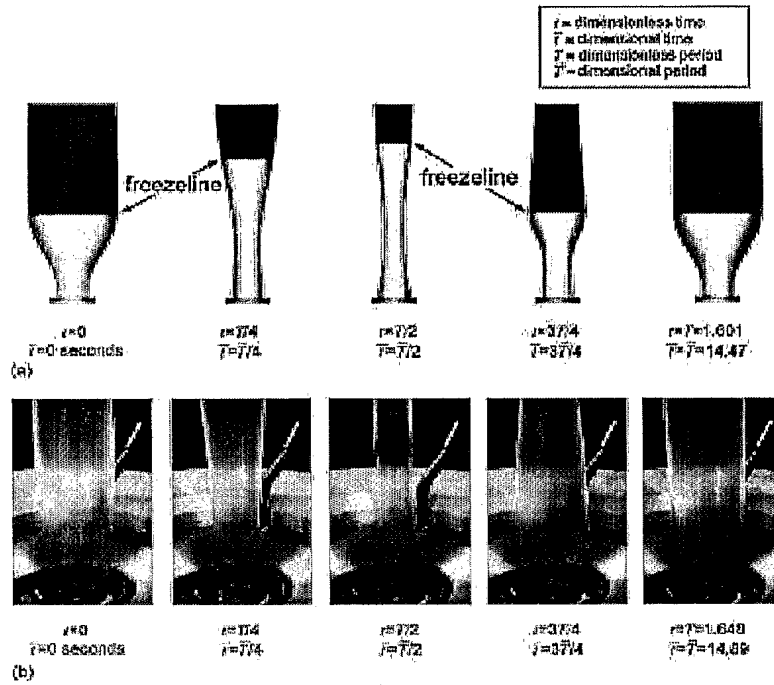 t = dimensionless time
t̄ = dimensional time
T = dimensionless period
T̄ = dimensional period
freezeline
freezeline
t=0
t̄=0 seconds
t=T/4
t̄=T̄/4
t=T/2
t̄=T̄/2
t=3T/4
t̄=3T̄/4
t=T=1.601
t̄=T̄=14.47
(a)
t=0
t̄=0 seconds
t=T/4
t̄=T̄/4
t=T/2
t̄=T̄/2
t=3T/4
t̄=3T̄/4
t̄=T̄=14.89
(b)